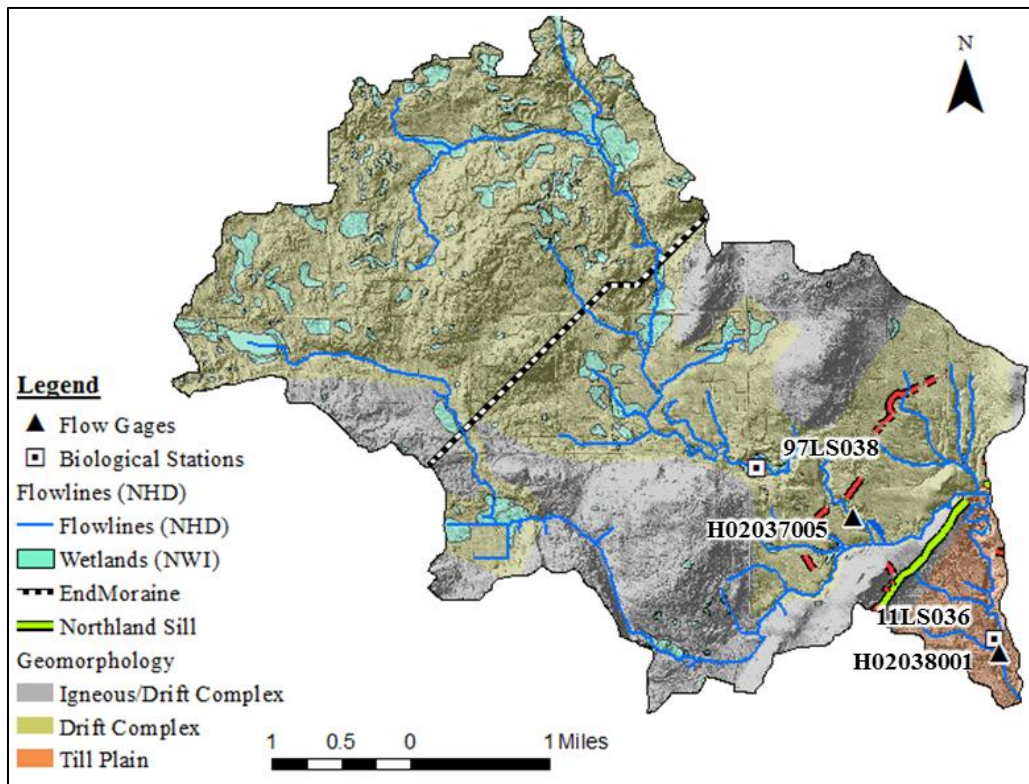 N
97LS038
H02037005
11LS036
H02038001
Legend
Flow Gages
Biological Stations
Flowlines (NHD)
Flowlines (NHD)
Wetlands (NWI)
EndMoraine
Northland Sill
Geomorphology
Igneous/Drift Complex
Drift Complex
Till Plain
1 0.5 0 1 Miles